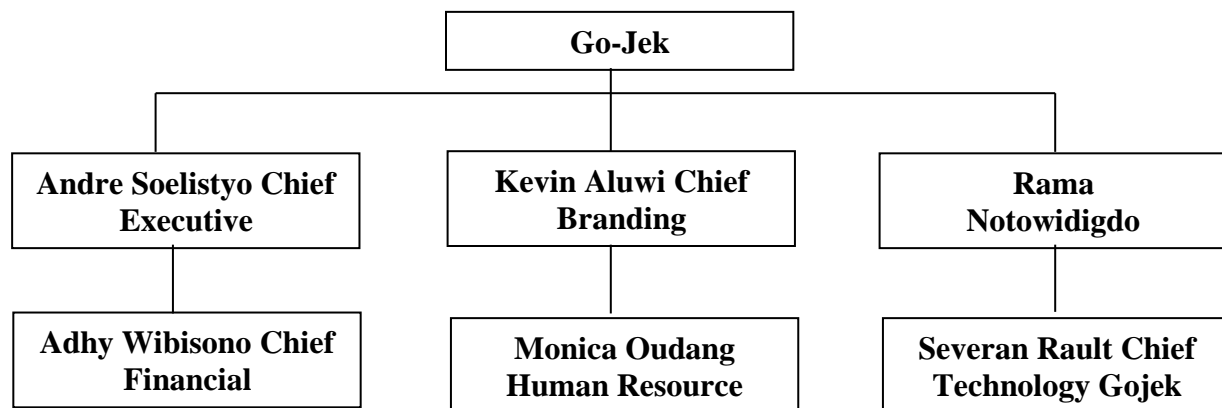 Go-Jek
Andre Soelistyo Chief
Executive
Kevin Aluwi Chief
Branding
Rama
Notowidigdo
Adhy Wibisono Chief
Financial
Monica Oudang
Human Resource
Severan Rault Chief
Technology Gojek